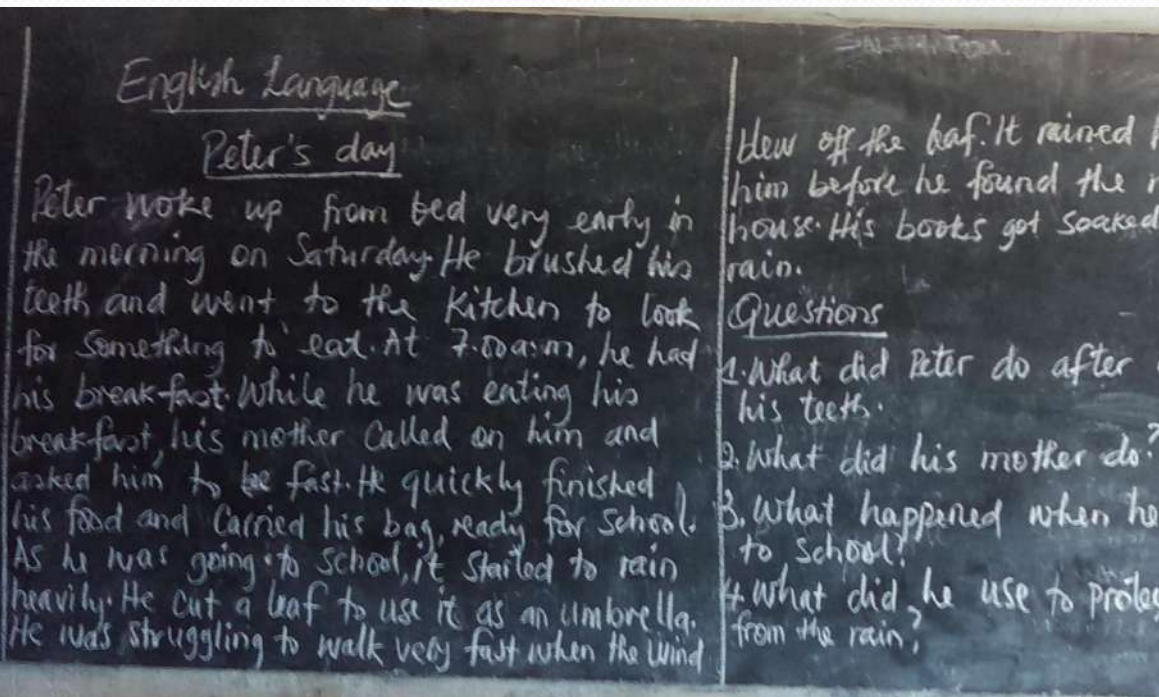 English Language
Peter's day
Peter woke up from bed very early in
the morning on Saturday. He brushed his
teeth and went to the kitchen to look
for something to eat. At 7.00a:m, he had
his breakfast. While he was eating his
breakfast, his mother called on him and
asked him to be fast. He quickly finished
his food and carried his bag, ready for school.
As he was going to school, it started to rain
heavily. He cut a leaf to use it as an umbrella.
He was struggling to walk very fast when the wind
blew off the leaf. It rained
him before he found the
house. His books got soaked
rain.
Questions
1. What did Peter do after
his teeth.
2. What did his mother do?
3. What happened when he
to school?
4. What did he use to
from the rain?